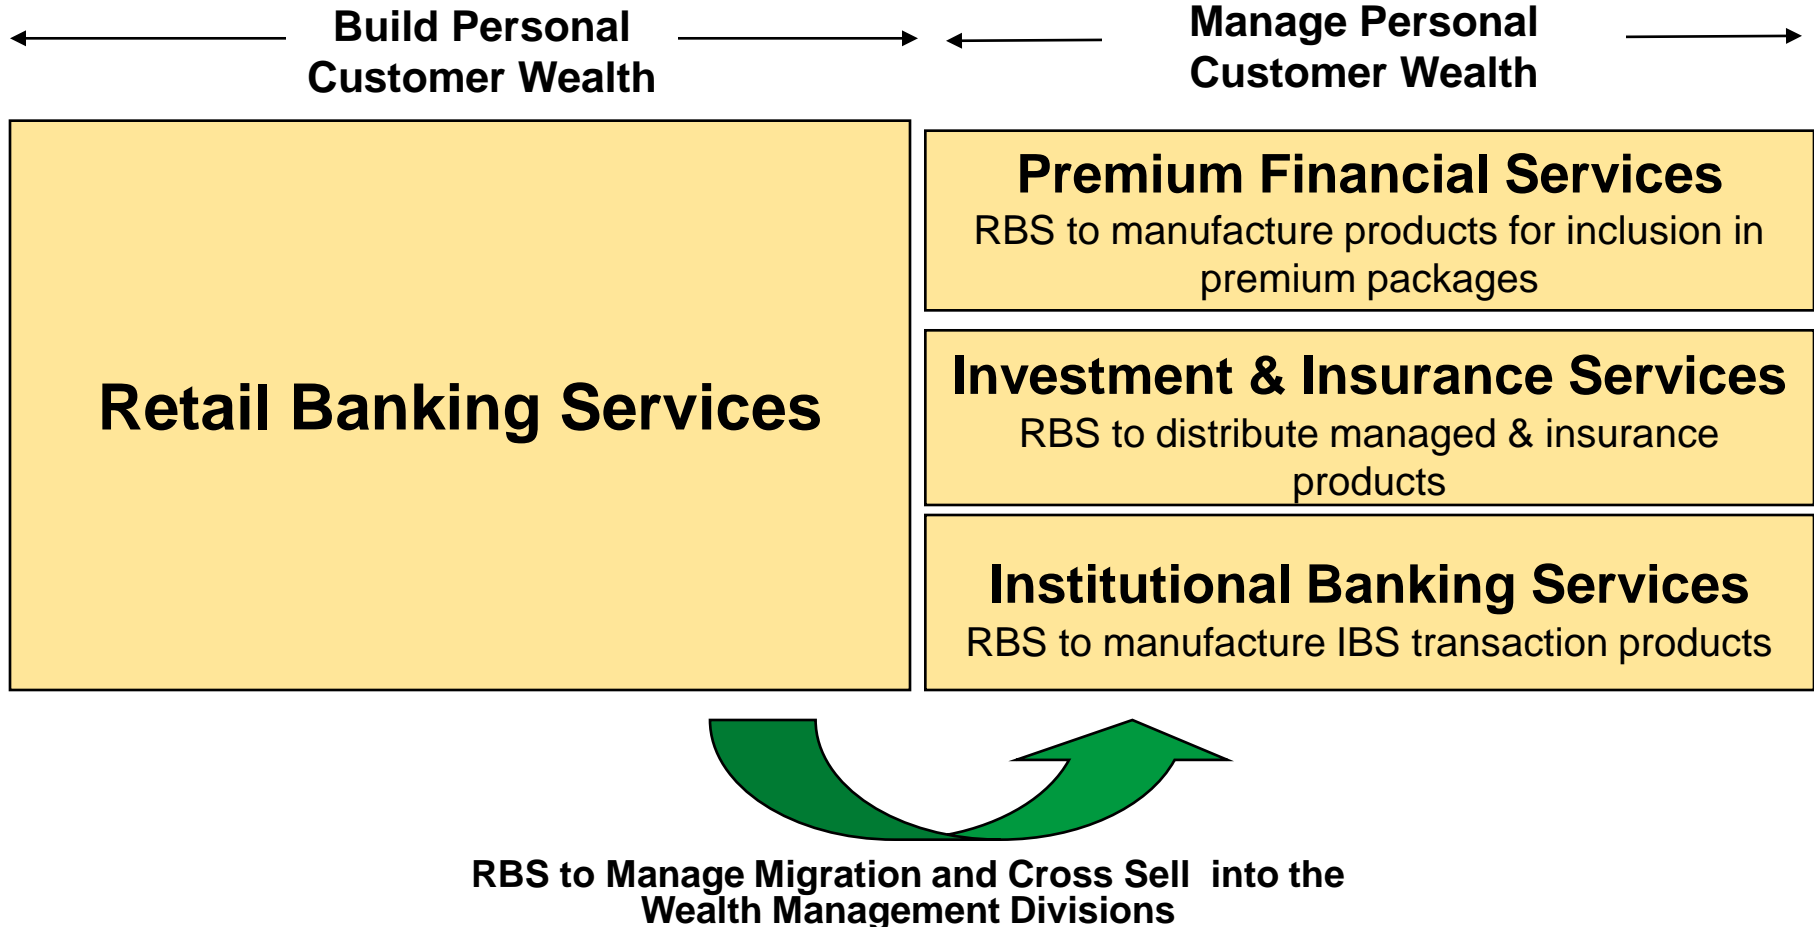 Build Personal
Customer Wealth
Manage Personal
Customer Wealth
Retail Banking Services
Premium Financial Services
RBS to manufacture products for inclusion in
premium packages
Investment & Insurance Services
RBS to distribute managed & insurance
products
Institutional Banking Services
RBS to manufacture IBS transaction products
RBS to Manage Migration and Cross Sell  into the
Wealth Management Divisions